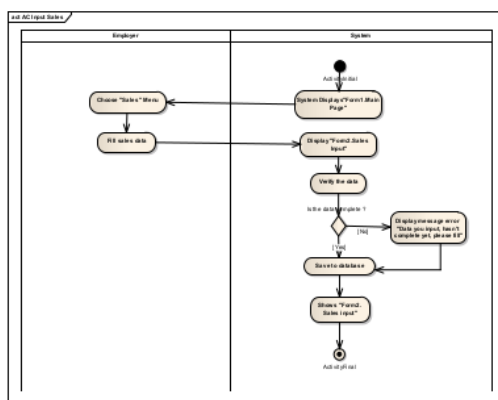 act AC Input Sales
Employer
System
ActivityInitial
Choose "Sales" Menu
System Displays"Form1.Main
Page"
Fill sales data
Display "Form2.Sales
Input"
Verify the data
Is the data complete ?
Display message error
"Data you input, hasn't
complete yet, please fill"
[No]
[Yes]
Save to database
Shows "Form2.
Sales Input"
ActivityFinal